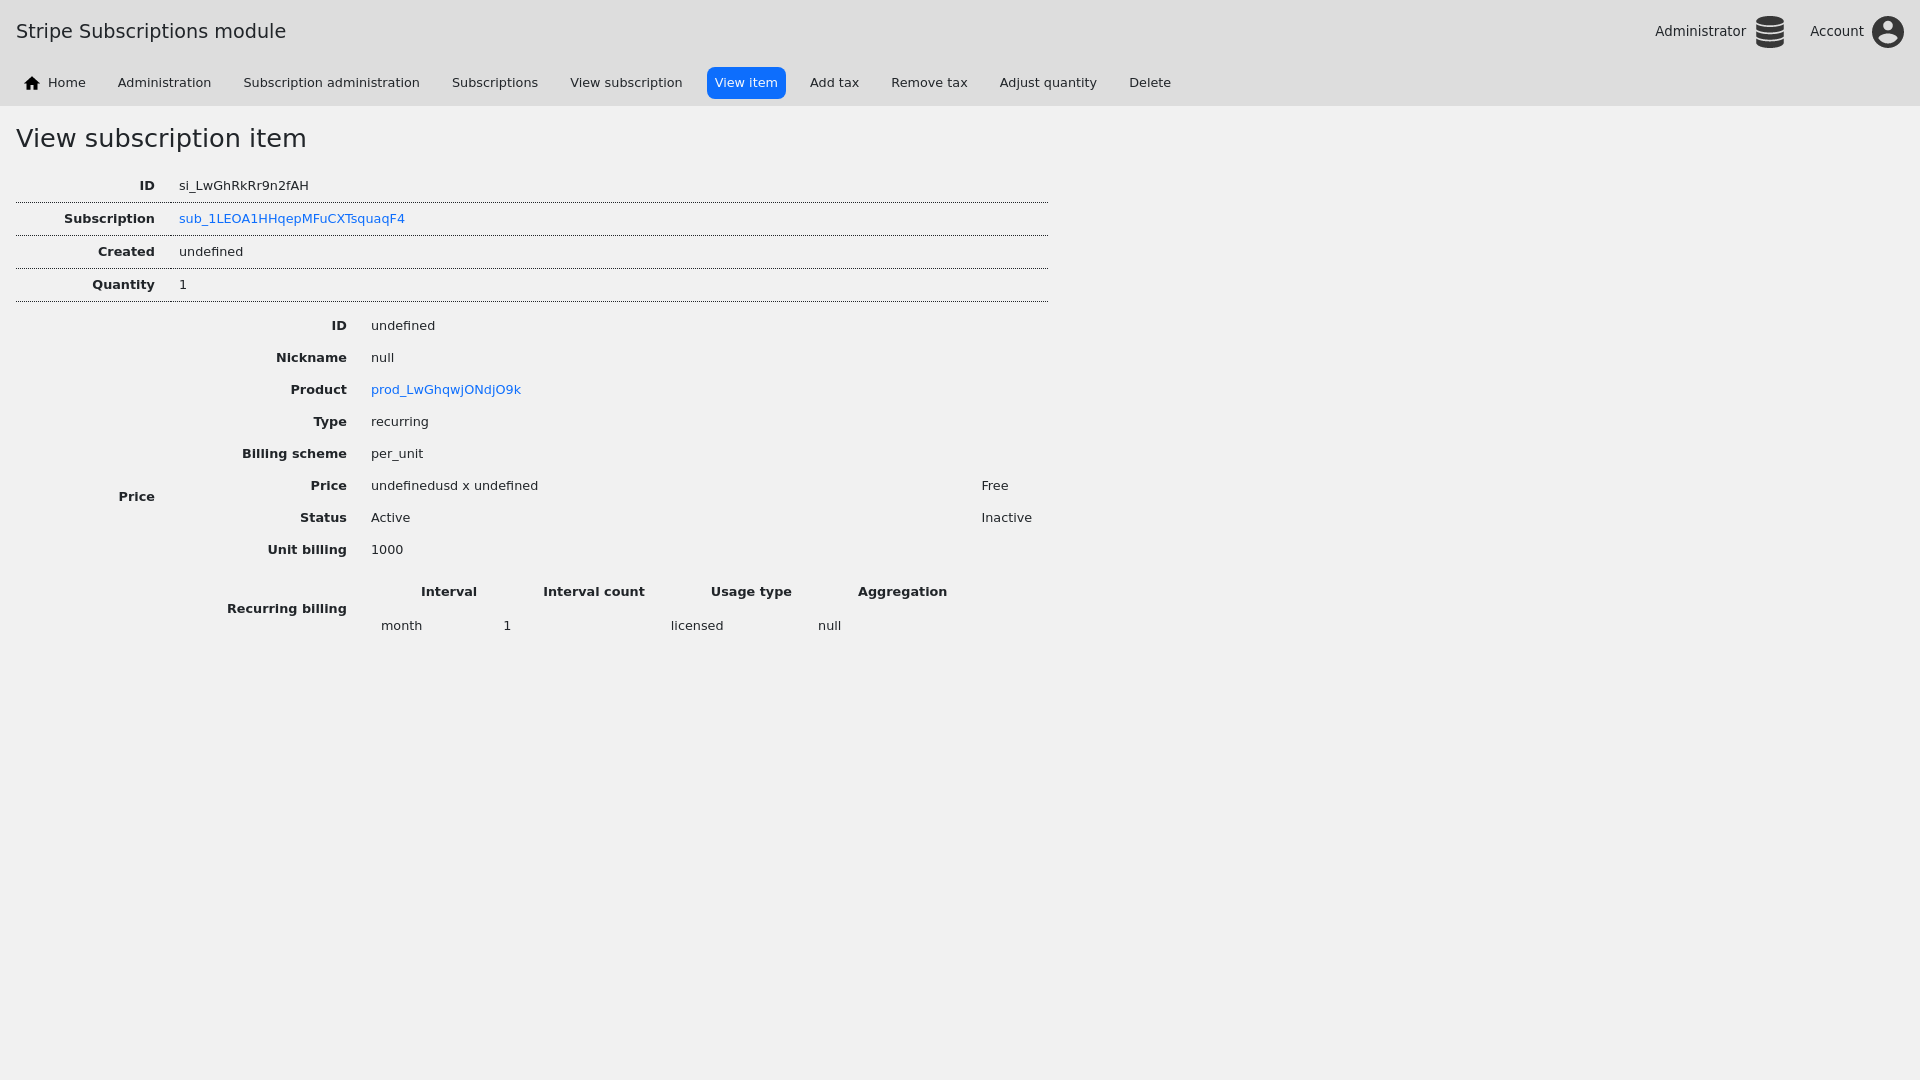 Stripe Subscriptions module
Administrator
Account
Home
Administration
Subscription administration
Subscriptions
View subscription
View item
Add tax
Remove tax
Adjust quantity
Delete
View subscription item
ID si_LwGhRkRr9n2fAH
Subscription sub_1LEOA1HHqepMFuCXTsquaqF4
Created undefined
Quantity 1
Price
ID undefined
Nickname null
Product prod_LwGhqwjONdjO9k
Type recurring
Billing scheme per_unit
Price undefinedusd x undefined Free
Status Active Inactive
Unit billing 1000
Recurring billing
Interval Interval count Usage type Aggregation
month 1 licensed null